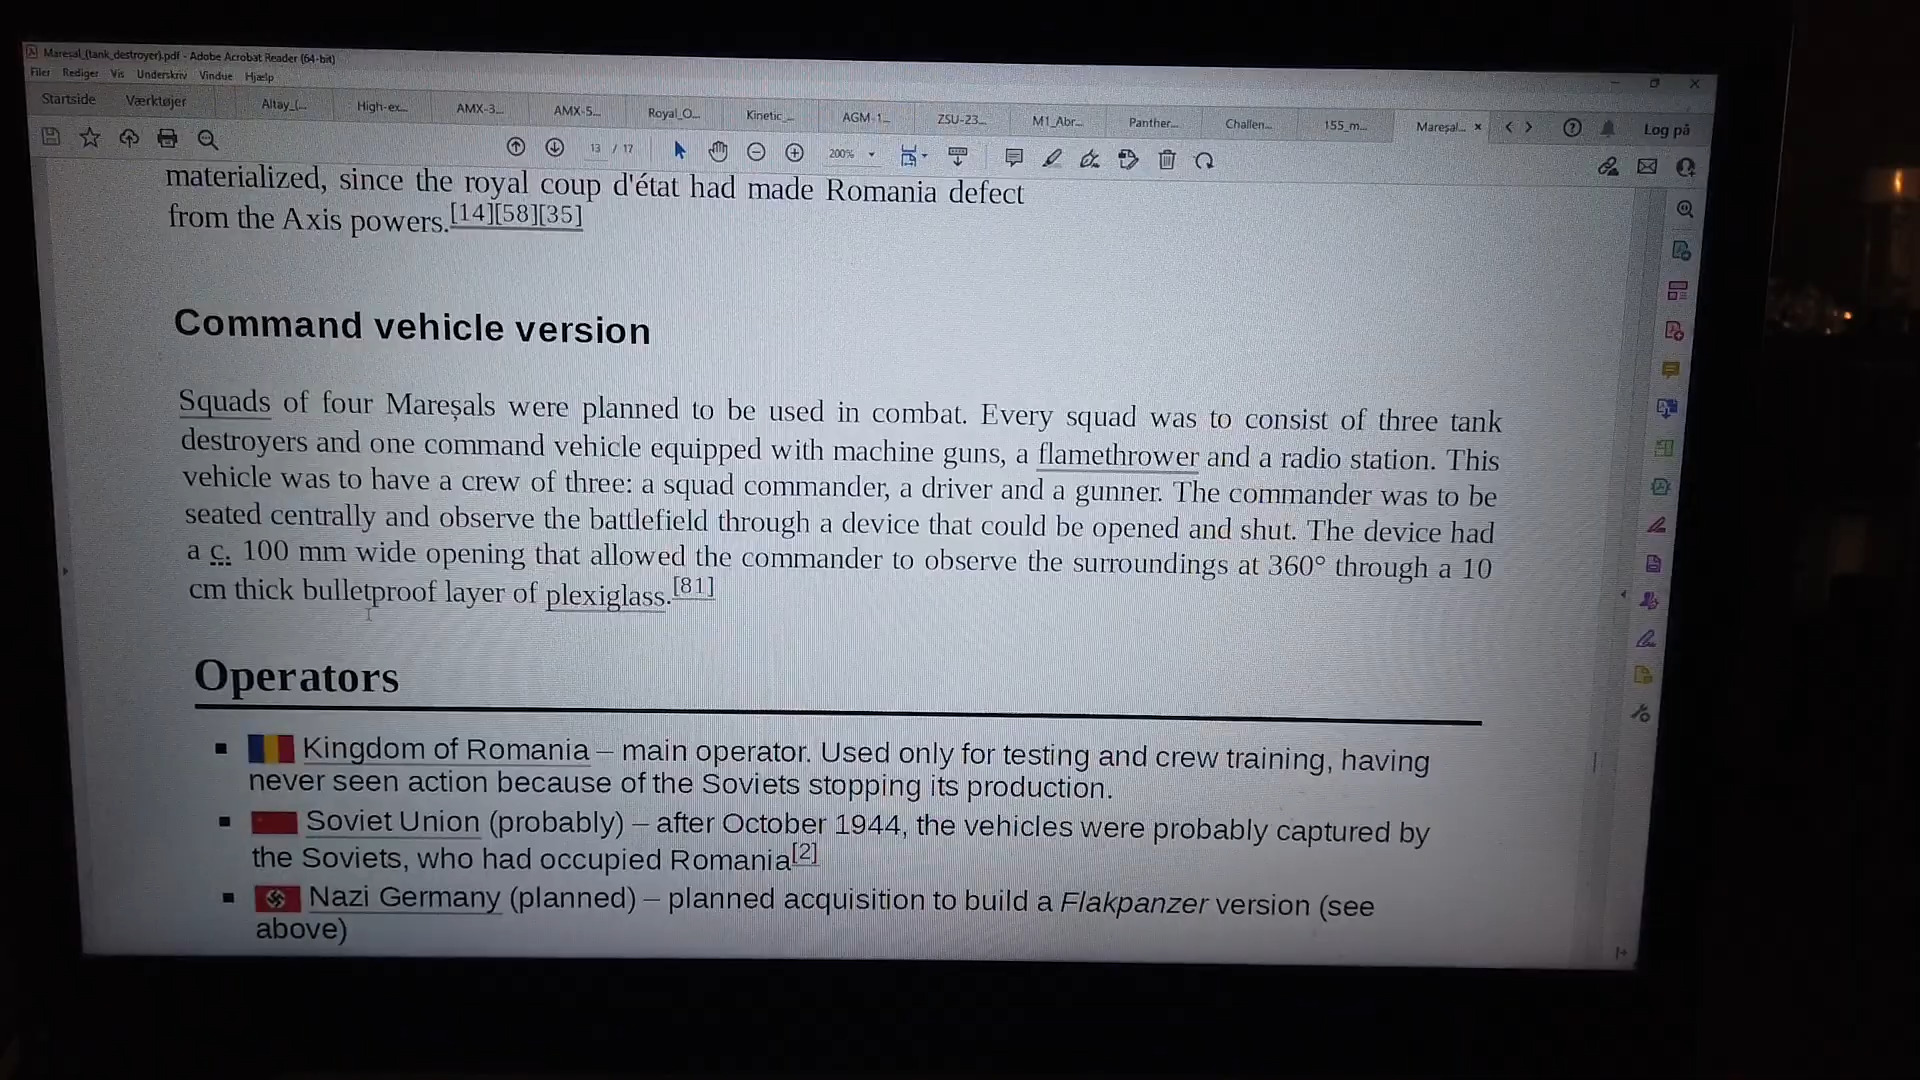 Mareșal_(tank_destroyer).pdf - Adobe Acrobat Reader (64-bit)
Filer Rediger Vis Underskriv Vindue Hjælp
Startside Værktøjer Altay_(... High-ex... AMX-3... AMX-5... Royal_O... Kinetic_... AGM-1... ZSU-23... M1_Abr... Panther... Challen... 155_m... Mareșal... × Log på
13 / 17 200%
materialized, since the royal coup d'état had made Romania defect
from the Axis powers.[14][58][35]
Command vehicle version
Squads of four Mareșals were planned to be used in combat. Every squad was to consist of three tank
destroyers and one command vehicle equipped with machine guns, a flamethrower and a radio station. This
vehicle was to have a crew of three: a squad commander, a driver and a gunner. The commander was to be
seated centrally and observe the battlefield through a device that could be opened and shut. The device had
a c. 100 mm wide opening that allowed the commander to observe the surroundings at 360° through a 10
cm thick bulletproof layer of plexiglass.[81]
Operators
▪ Kingdom of Romania – main operator. Used only for testing and crew training, having
never seen action because of the Soviets stopping its production.
▪ Soviet Union (probably) – after October 1944, the vehicles were probably captured by
the Soviets, who had occupied Romania[2]
▪ Nazi Germany (planned) – planned acquisition to build a Flakpanzer version (see
above)